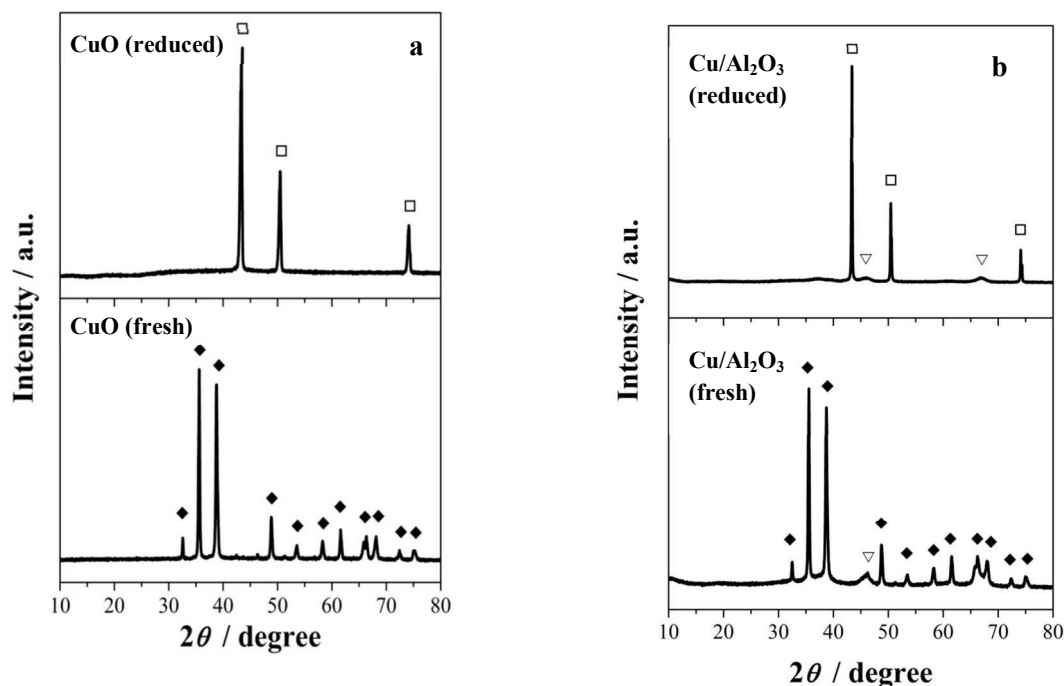 CuO (reduced)
a
CuO (fresh)
Intensity / a.u.
10 20 30 40 50 60 70 80
2θ / degree
Cu/Al₂O₃
(reduced)
b
Cu/Al₂O₃
(fresh)
Intensity / a.u.
10 20 30 40 50 60 70 80
2θ / degree